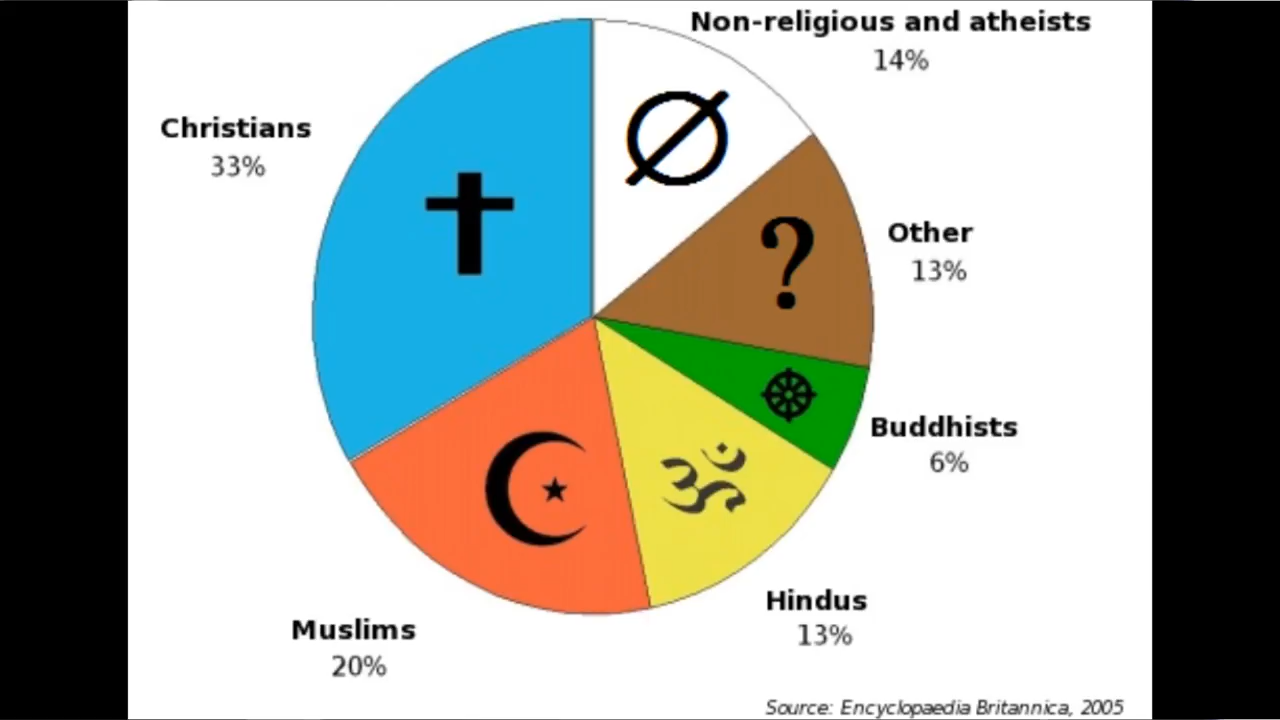 Non-religious and atheists
14%
Christians
33%
Other
13%
Buddhists
6%
Hindus
13%
Muslims
20%
Source: Encyclopaedia Britannica, 2005
?
ॐ